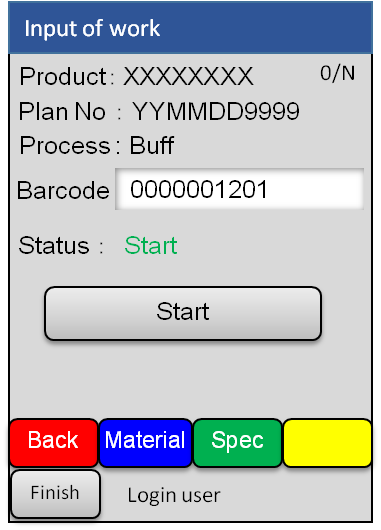 Input of work
Product : XXXXXXXX 0/N
Plan No : YYMMDD9999
Process : Buff
Barcode 0000001201
Status : Start
Start
Back Material Spec
Finish Login user